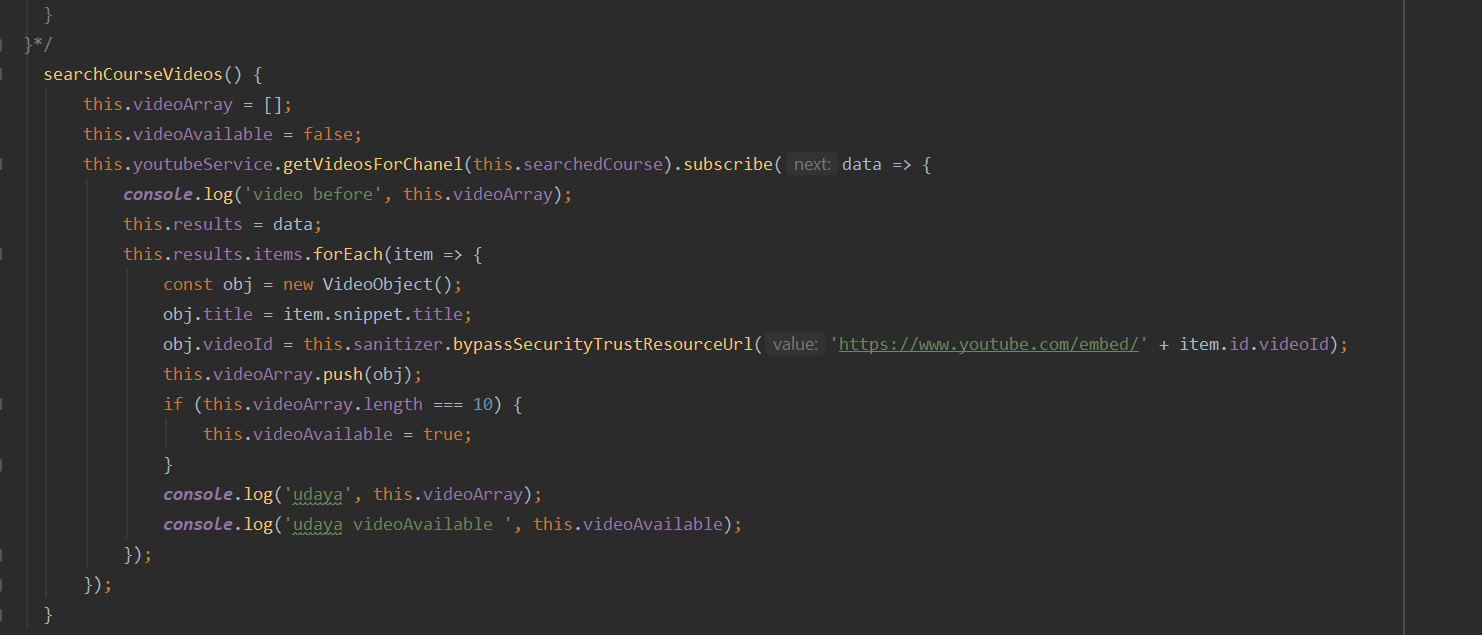 }
}*/
searchCourseVideos() {
this.videoArray = [];
this.videoAvailable = false;
this.youtubeService.getVideosForChanel(this.searchedCourse).subscribe( next: data => {
console.log('video before', this.videoArray);
this.results = data;
this.results.items.forEach(item => {
const obj = new VideoObject();
obj.title = item.snippet.title;
obj.videoId = this.sanitizer.bypassSecurityTrustResourceUrl( value: 'https://www.youtube.com/embed/' + item.id.videoId);
this.videoArray.push(obj);
if (this.videoArray.length === 10) {
this.videoAvailable = true;
}
console.log('udaya', this.videoArray);
console.log('udaya videoAvailable ', this.videoAvailable);
});
});
}